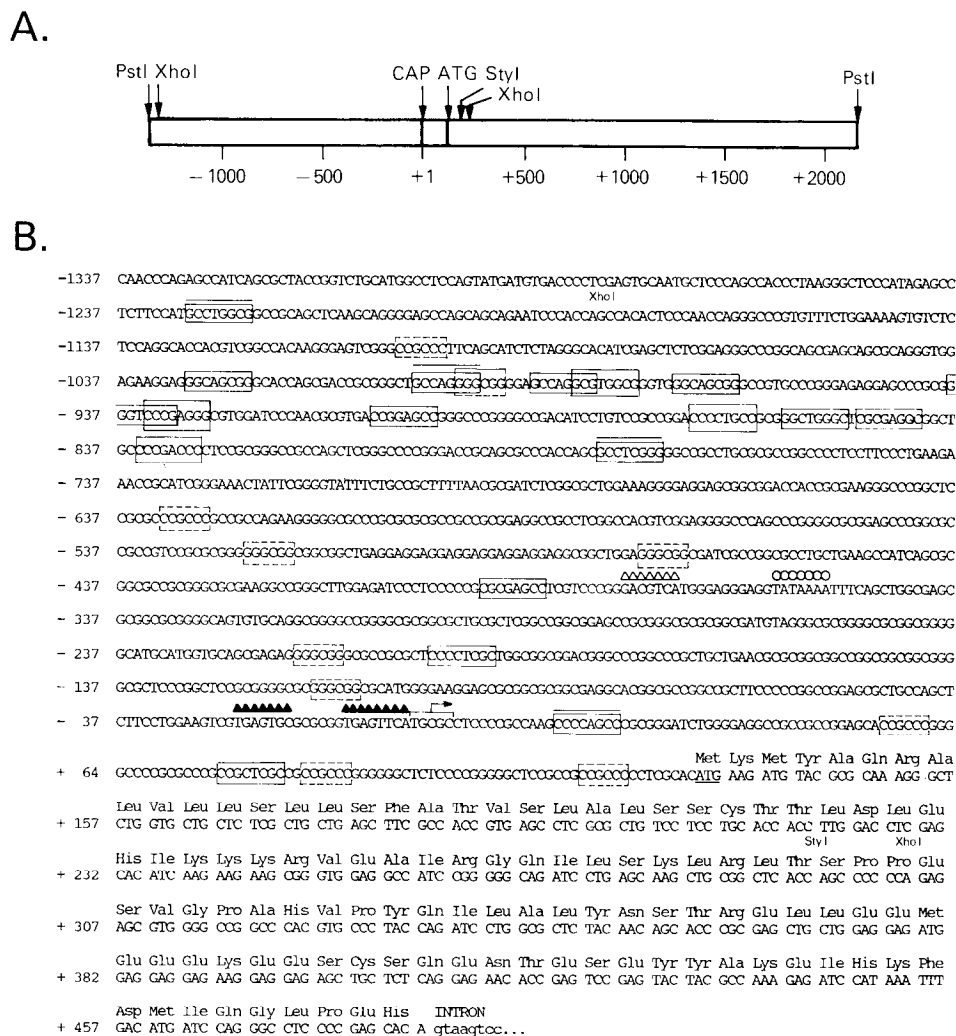 A.
PstI XhoI CAP ATG StyI PstI
XhoI
−1000 −500 +1 +500 +1000 +1500 +2000
B.
-1337 CAACCCAGAGCCATCAGCGCTACCGGTCTGCATGGCCTCCAGTATGATGTGACCCCTCGAGTGCAATGCTCCCAGCCACCCTAAGGGCTCCCATAGAGCC
XhoI
-1237 TCTTCCATGCCTGGCGGCCGCAGCTCAAGCAGGGGAGCCAGCAGCAGAATCCCACCAGCCACACTCCCAACCAGGGCCCGTGTTTCTGGAAAAGTGTCTC
-1137 TCCAGGCACCACGTCGGCCACAAGGGAGTCGGGCCGCCCTTCAGCATCTCTAGGGCACATCGAGCTCTCGGAGGGCCCGAGCCAGAGCAGCGCAGGGTGG
-1037 AGAAGGAGGGCAGCGGGCACCAGCGACCGCGGGCTGCCAGGGGCGGGGAGCCAGGCGTGGCGGGTGGGCAGCGGGCCGTGCCCGGGAGAGGAGCCCGCGG
- 937 GGTCCCGAGGGCGTGGATCCCAACGCGTGACCGGAGCCGGGCCCGGGGCCGACATCCTGTCCGCCGGACCCCTGCCGCGGGCTGGGCTCGCGAGGCGGCT
- 837 GCCCCGACCCCTCCGCGGGCCGCCAGCTCGGGCCCGGGACCGCAGCGCCCACCAGCGCCTCGGGGGCCGCCTGCGCGCCGGCCCCTCCTTCCCTGAAGA
- 737 AACCGCATCGGGAAACTATTCGGGGTATTTCTGCCGCTTTTAACGCGATCTCGGCGCTGGAAAGGGGAGGAGCGGACCACCGCGAAGGGCCCGGCTC
- 637 CGCGCCCGCCCGCCGCCAGAAGGGGGCGCCCGCGCGCGCCGCCGCGGAGGCCGCCTCGGCCACGTCGGAGGGGCCCAGCCCGGGGCGCGGAGCCCGGCGC
- 537 CGCCGTCCGCGCGGGGGGCGGCGGCGGCTGAGGAGGAGGAGGAGGAGGAGGAGGCGGCTGGAGGGCGGCGATCGCCGGCGCCTGCTGAAGCCATCAGCGC
- 437 GGCGCCGCGGGGCGCGAAGGCCGGGCTTGGAGATCCCTCCCCCCGCGCGAGCCTCGTCCCGGGACGTCATGGGAGGGAGGTATAAAATTTCAGCTGGCGAGC
- 337 GGCGCGCGGGGCAGTGTGCAGGCGGGGCCGGGGCGCGGCGCTGCGCTCGGCCGGCGGAGCCGCGGGCGCGCGGCGATGTAGGGCGCGGGGCGCGGCGGGG
- 237 GCATGCATGGTGCAGCGAGAGGGGCGGGGCGCCGCGCTCCCCTCGCTGGCGGCGGACGGGCCCGGCCCGCTGCTGAACGCGCGGCGGCCGGCGGCGCGGG
- 137 GCGCTCCCGGCTCCGCGGGGCGCGGGCGGCGCATGGGGAAGGAGCGCGGCGCGGCGAGGCACGGCGCGGCGGCTTCCCCCGCGGGAGCGCTGCCAGCT
- 37 CTTCCTGGAAGTCGTGAGTGCGCGCGGTGAGTTCATGCGCCTCCCCGCCAAGCCCCAGCCCGCGGGATCTGGGGAGGCCGCCGCGGAGCACCGCCCGGG
Met Lys Met Tyr Ala Gln Arg Ala
+ 64 GCCCCGCGCCCGCCGCTCGCCGCCGCCCGGGGGGCTCTCCCCGGGGGCTCGCCGCCGCCCCCTCGCACATG AAG ATG TAC GCG CAA AGG GCT
Leu Val Leu Leu Ser Leu Leu Ser Phe Ala Thr Val Ser Leu Ala Leu Ser Ser Cys Thr Thr Leu Asp Leu Glu
+ 157 CTG GTG CTG CTC TCG CTG CTG AGC TTC GCC ACC GTG AGC CTC GCG CTG TCC TCC TGC ACC ACC TTG GAC CTC GAG
StyI XhoI
His Ile Lys Lys Lys Arg Val Glu Ala Ile Arg Gly Gln Ile Leu Ser Lys Leu Arg Leu Thr Ser Pro Pro Glu
+ 232 CAC ATC AAG AAG AAG CGG GTG GAG GCC ATC CGG GGG CAG ATC CTG AGC AAG CTG CGG CTC ACC AGC CCC CCA GAG
Ser Val Gly Pro Ala His Val Pro Tyr Gln Ile Leu Ala Leu Tyr Asn Ser Thr Arg Glu Leu Leu Glu Glu Met
+ 307 AGC GTG GGG CCG GCC CAC GTG CCC TAC CAG ATC CTG GCG CTC TAC AAC AGC ACC CGC GAG CTG CTG GAG GAG ATG
Glu Glu Glu Lys Glu Glu Ser Cys Ser Gln Glu Asn Thr Glu Ser Glu Tyr Tyr Ala Lys Glu Ile His Lys Phe
+ 382 GAG GAG GAG AAG GAG GAG AGC TGC TCT CAG GAG AAC ACC GAG TCC GAG TAC TAC GCC AAA GAG ATC CAT AAA TTT
Asp Met Ile Gln Gly Leu Pro Glu His INTRON
+ 457 GAC ATG ATC CAG GGG CTC CCC GAG CAC A gtaagtcc...